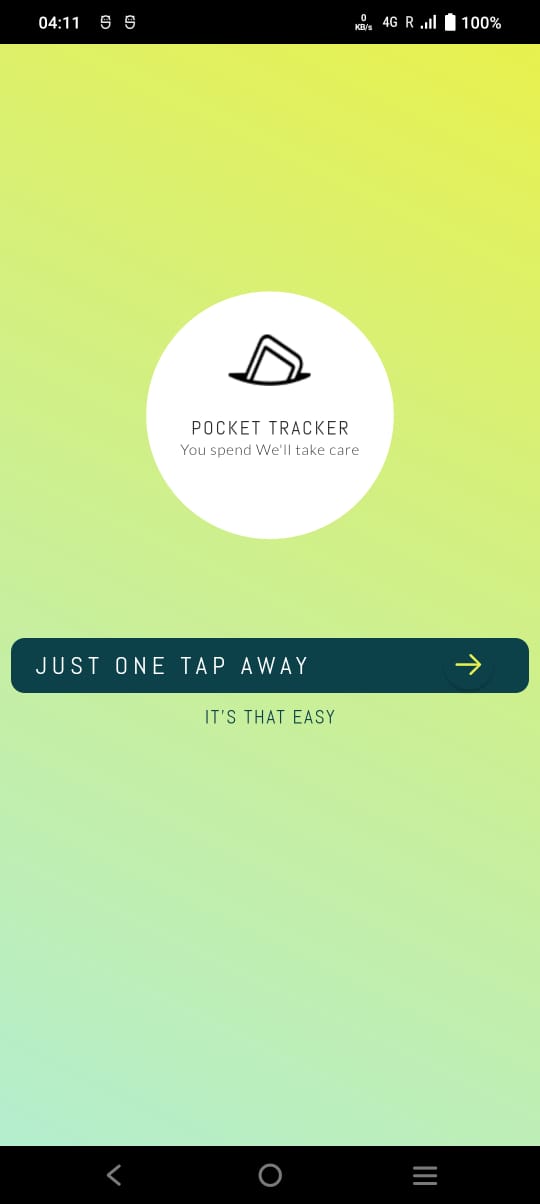 04:11
0
KB/s
4G R
100%
POCKET TRACKER
You spend We'll take care
JUST ONE TAP AWAY
IT'S THAT EASY